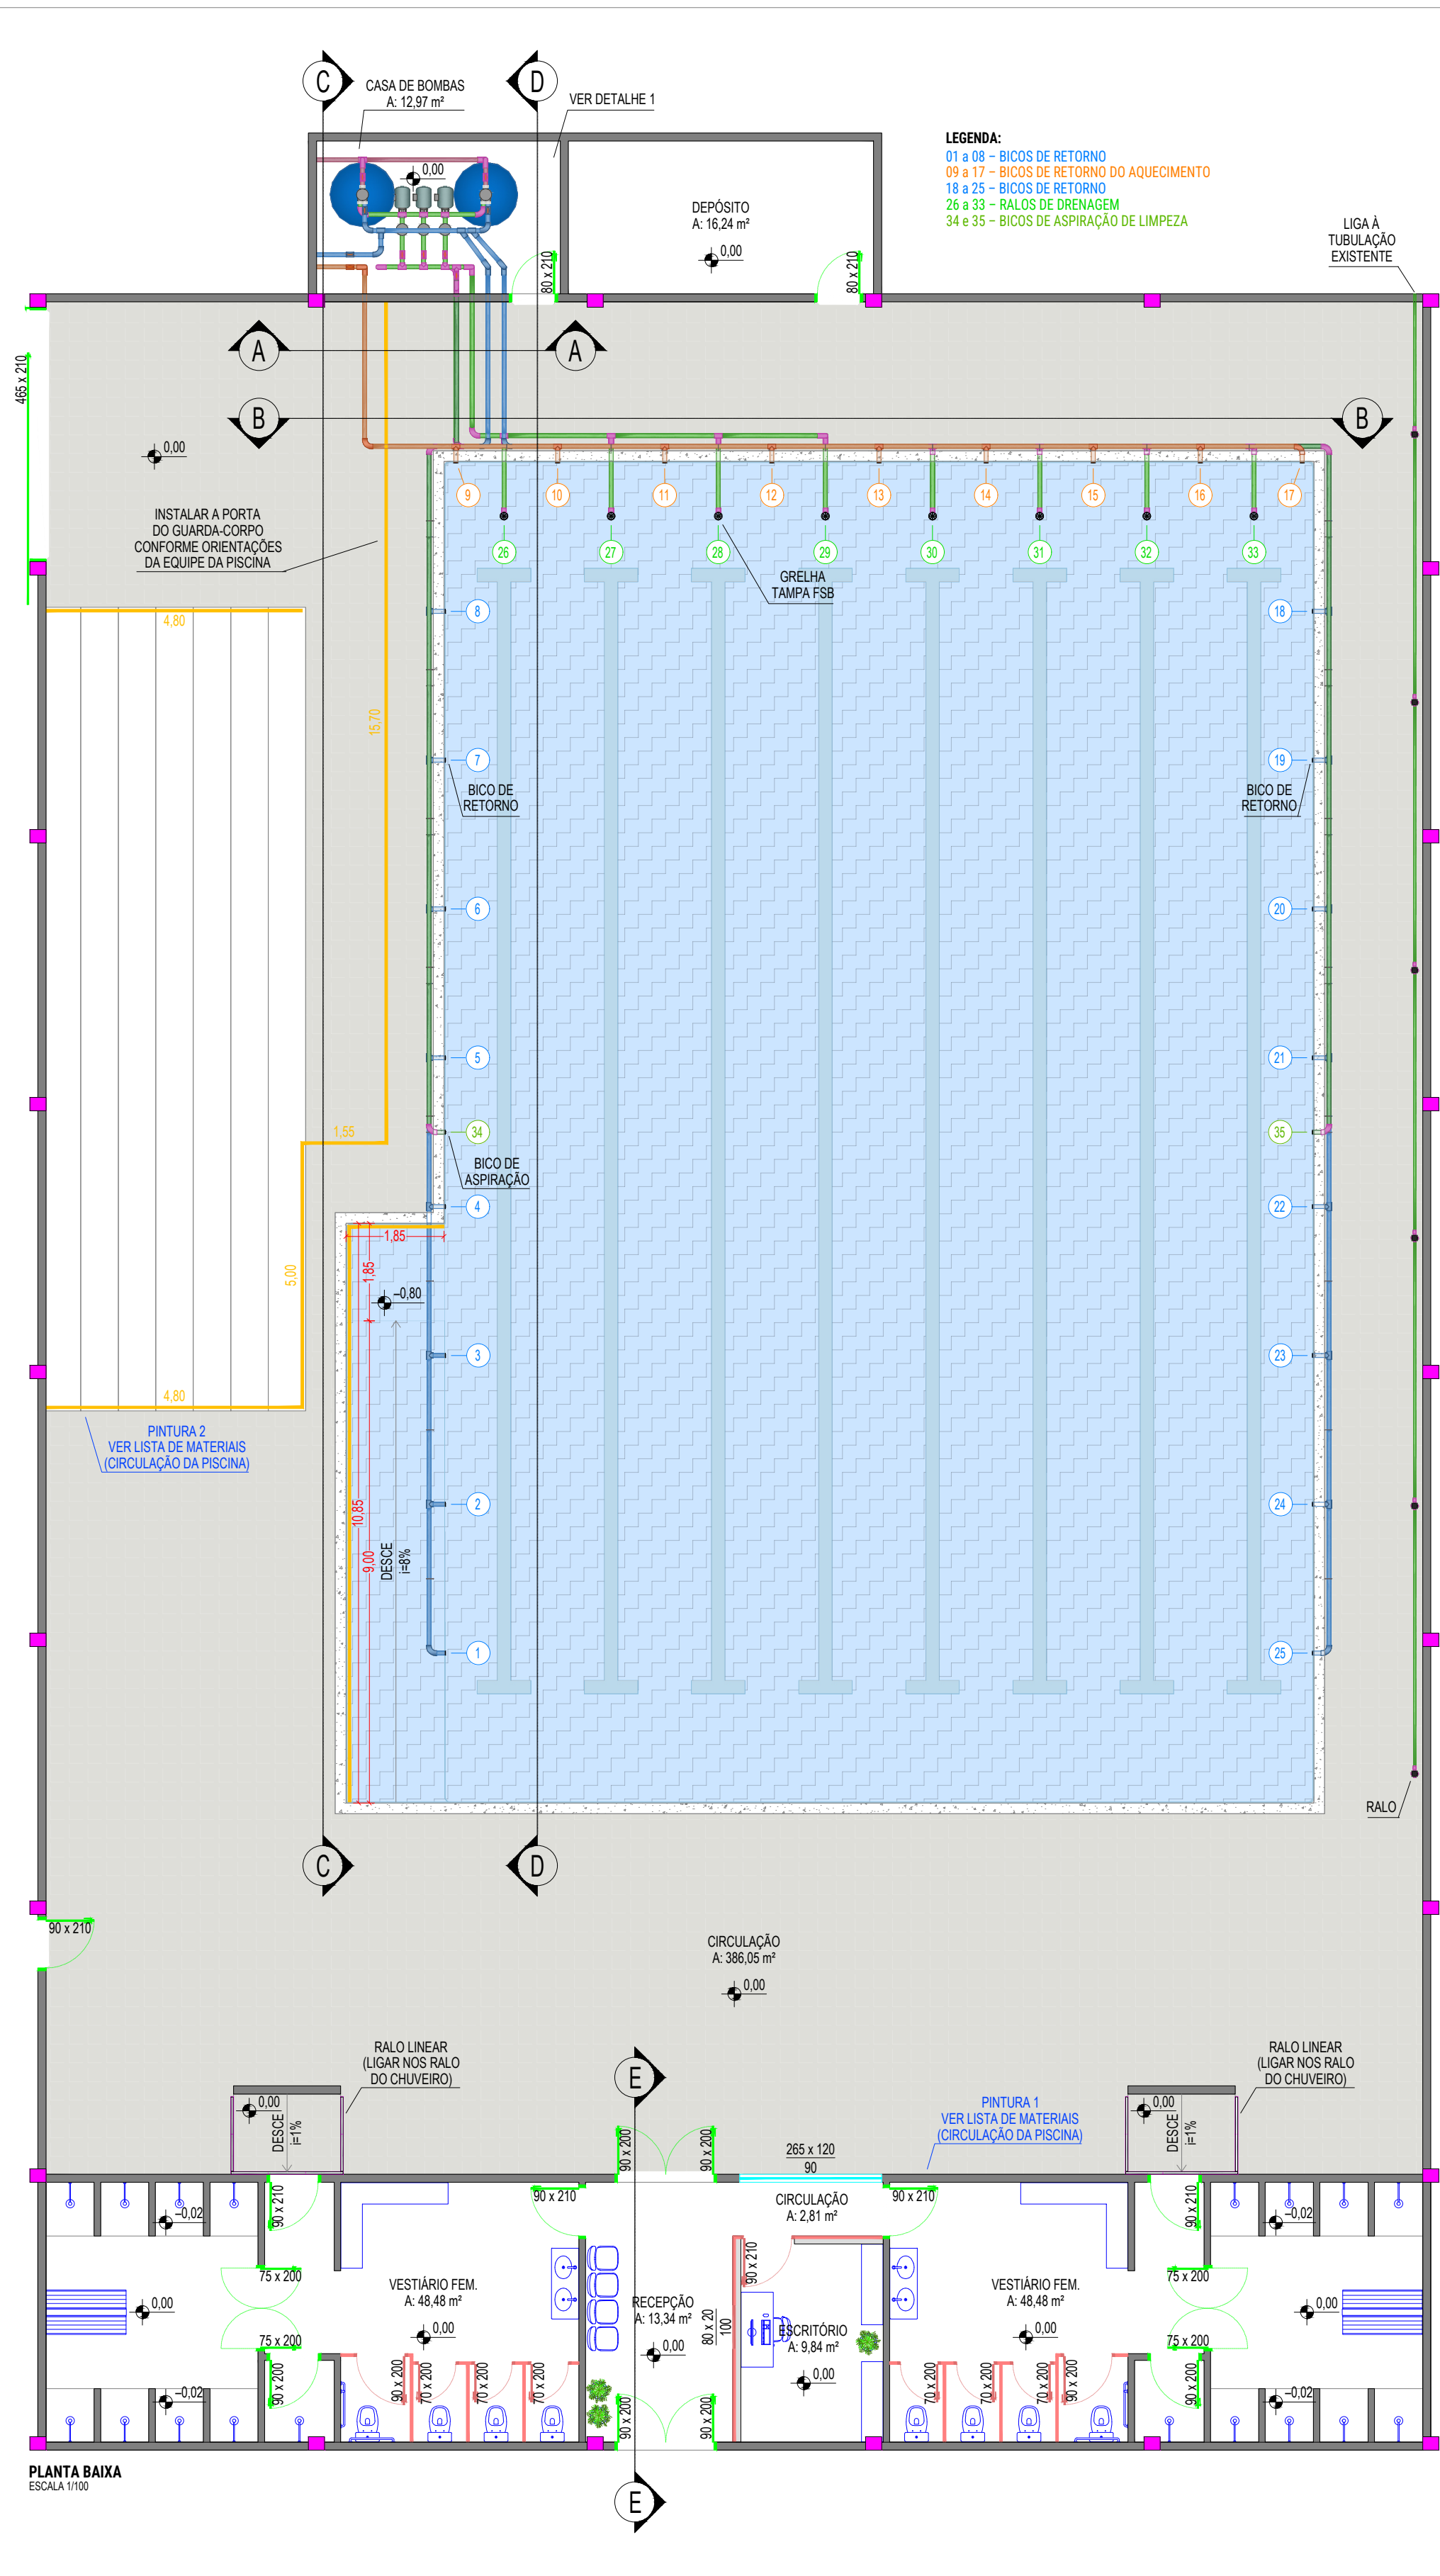 C
D
CASA DE BOMBAS
A: 12,97 m²
VER DETALHE 1
LEGENDA:
01 a 08 – BICOS DE RETORNO
09 a 17 – BICOS DE RETORNO DO AQUECIMENTO
18 a 25 – BICOS DE RETORNO
26 a 33 – RALOS DE DRENAGEM
34 e 35 – BICOS DE ASPIRAÇÃO DE LIMPEZA
0,00
DEPÓSITO
A: 16,24 m²
0,00
LIGA À
TUBULAÇÃO
EXISTENTE
80 x 210
80 x 210
A
A
465 x 210
B
B
0,00
9
10
11
12
13
14
15
16
17
INSTALAR A PORTA
DO GUARDA-CORPO
CONFORME ORIENTAÇÕES
DA EQUIPE DA PISCINA
26
27
28
29
30
31
32
33
GRELHA
TAMPA FSB
4,80
8
18
15,70
7
19
BICO DE
RETORNO
BICO DE
RETORNO
6
20
5
21
1,55
34
35
BICO DE
ASPIRAÇÃO
4
22
1,85
1,85
5,00
–0,80
3
23
4,80
PINTURA 2
VER LISTA DE MATERIAIS
(CIRCULAÇÃO DA PISCINA)
10,85
2
24
9,00
DESCE
i=8%
1
25
RALO
C
D
90 x 210
CIRCULAÇÃO
A: 386,05 m²
0,00
RALO LINEAR
(LIGAR NOS RALO
DO CHUVEIRO)
RALO LINEAR
(LIGAR NOS RALO
DO CHUVEIRO)
E
0,00
DESCE
i=1%
PINTURA 1
VER LISTA DE MATERIAIS
(CIRCULAÇÃO DA PISCINA)
0,00
DESCE
i=1%
90 x 200
90 x 200
265 x 120
90
90 x 210
90 x 210
90 x 210
90 x 210
CIRCULAÇÃO
A: 2,81 m²
–0,02
–0,02
90 x 210
75 x 200
75 x 200
VESTIÁRIO FEM.
A: 48,48 m²
0,00
VESTIÁRIO FEM.
A: 48,48 m²
0,00
0,00
0,00
RECEPÇÃO
A: 13,34 m²
0,00
80 x 20
100
ESCRITÓRIO
A: 9,84 m²
0,00
75 x 200
75 x 200
90 x 200
90 x 200
70 x 200
70 x 200
70 x 200
70 x 200
70 x 200
90 x 200
90 x 200
–0,02
–0,02
90 x 200
90 x 200
PLANTA BAIXA
ESCALA 1/100
E